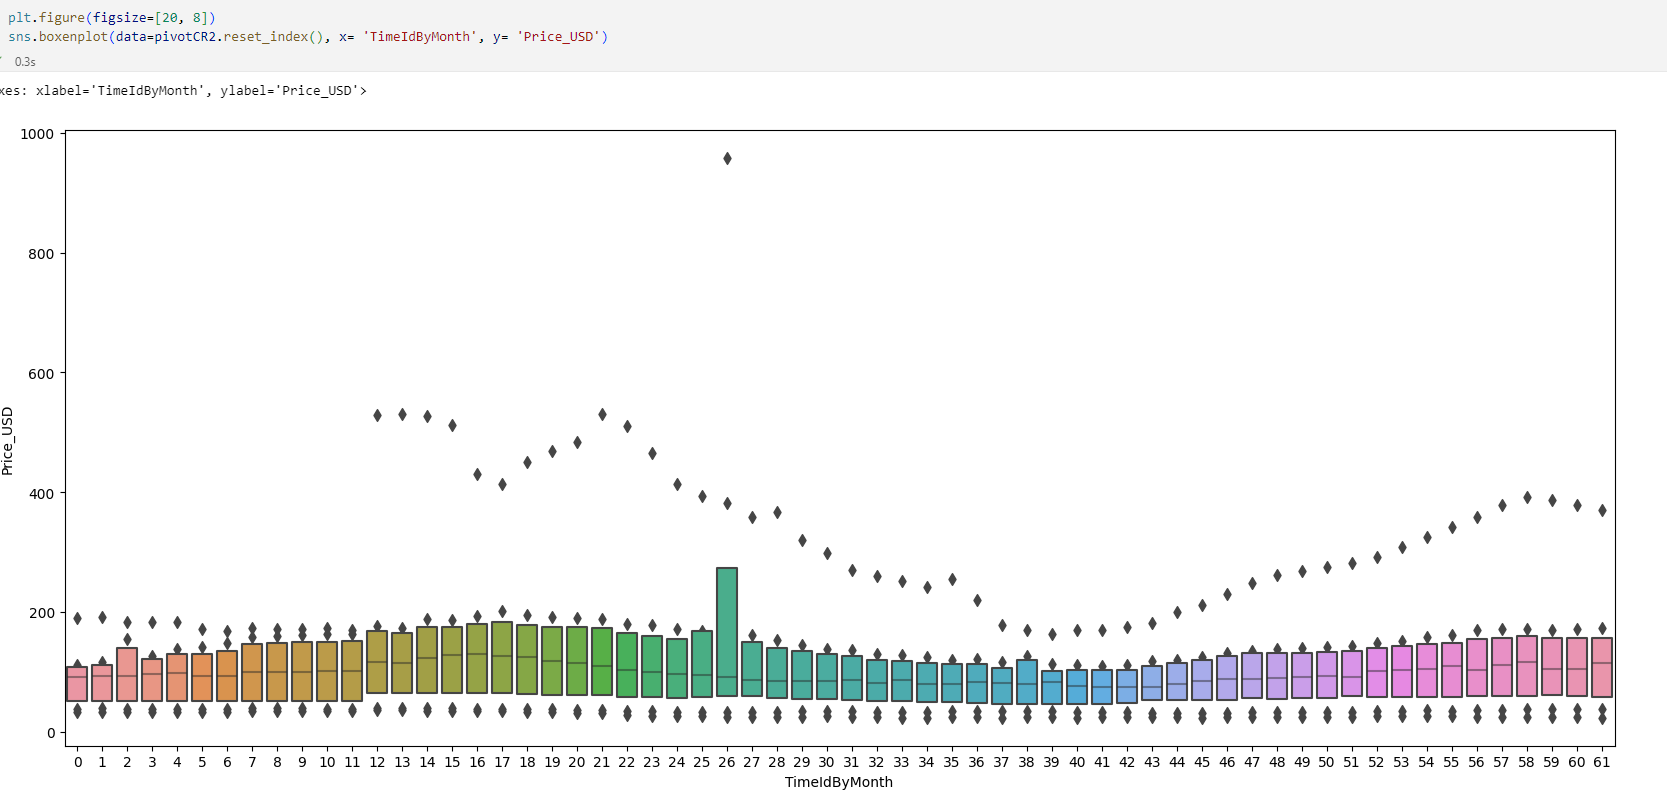 plt.figure(figsize=[20, 8])
sns.boxenplot(data=pivotCR2.reset_index(), x= 'TimeIdByMonth', y= 'Price_USD')
0.3s
xes: xlabel='TimeIdByMonth', ylabel='Price_USD'>
1000
800
600
400
200
0
Price_USD
0 1 2 3 4 5 6 7 8 9 10 11 12 13 14 15 16 17 18 19 20 21 22 23 24 25 26 27 28 29 30 31 32 33 34 35 36 37 38 39 40 41 42 43 44 45 46 47 48 49 50 51 52 53 54 55 56 57 58 59 60 61
TimeIdByMonth